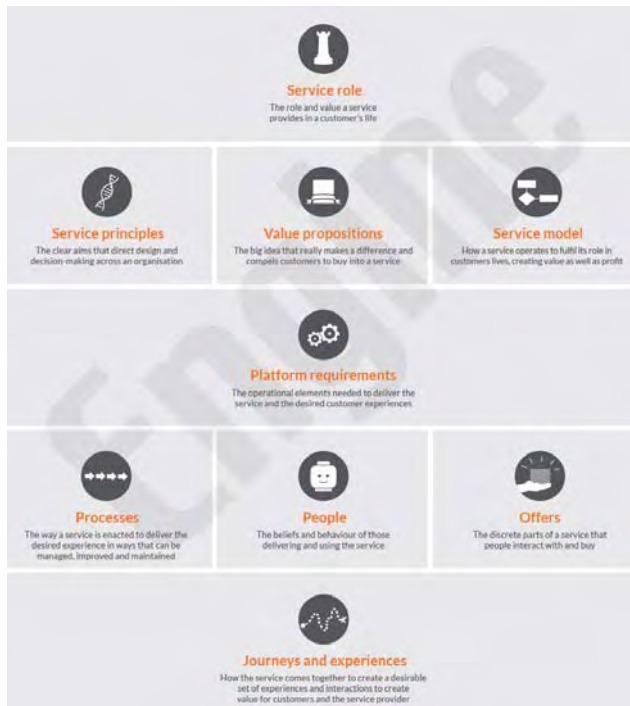 Engine
Service role
The role and value a service
provides in a customer's life
Service principles
The clear aims that direct design and
decision-making across an organisation
Value propositions
The big idea that really makes a difference and
compels customers to buy into a service
Service model
How a service operates to fulfil its role in
customers lives, creating value as well as profit
Platform requirements
The operational elements needed to deliver the
service and the desired customer experiences
Processes
The way a service is enacted to deliver the
desired experience in ways that can be
managed, improved and maintained
People
The beliefs and behaviour of those
delivering and using the service
Offers
The discrete parts of a service that
people interact with and buy
Journeys and experiences
How the service comes together to create a desirable
set of experiences and interactions to create
value for customers and the service provider